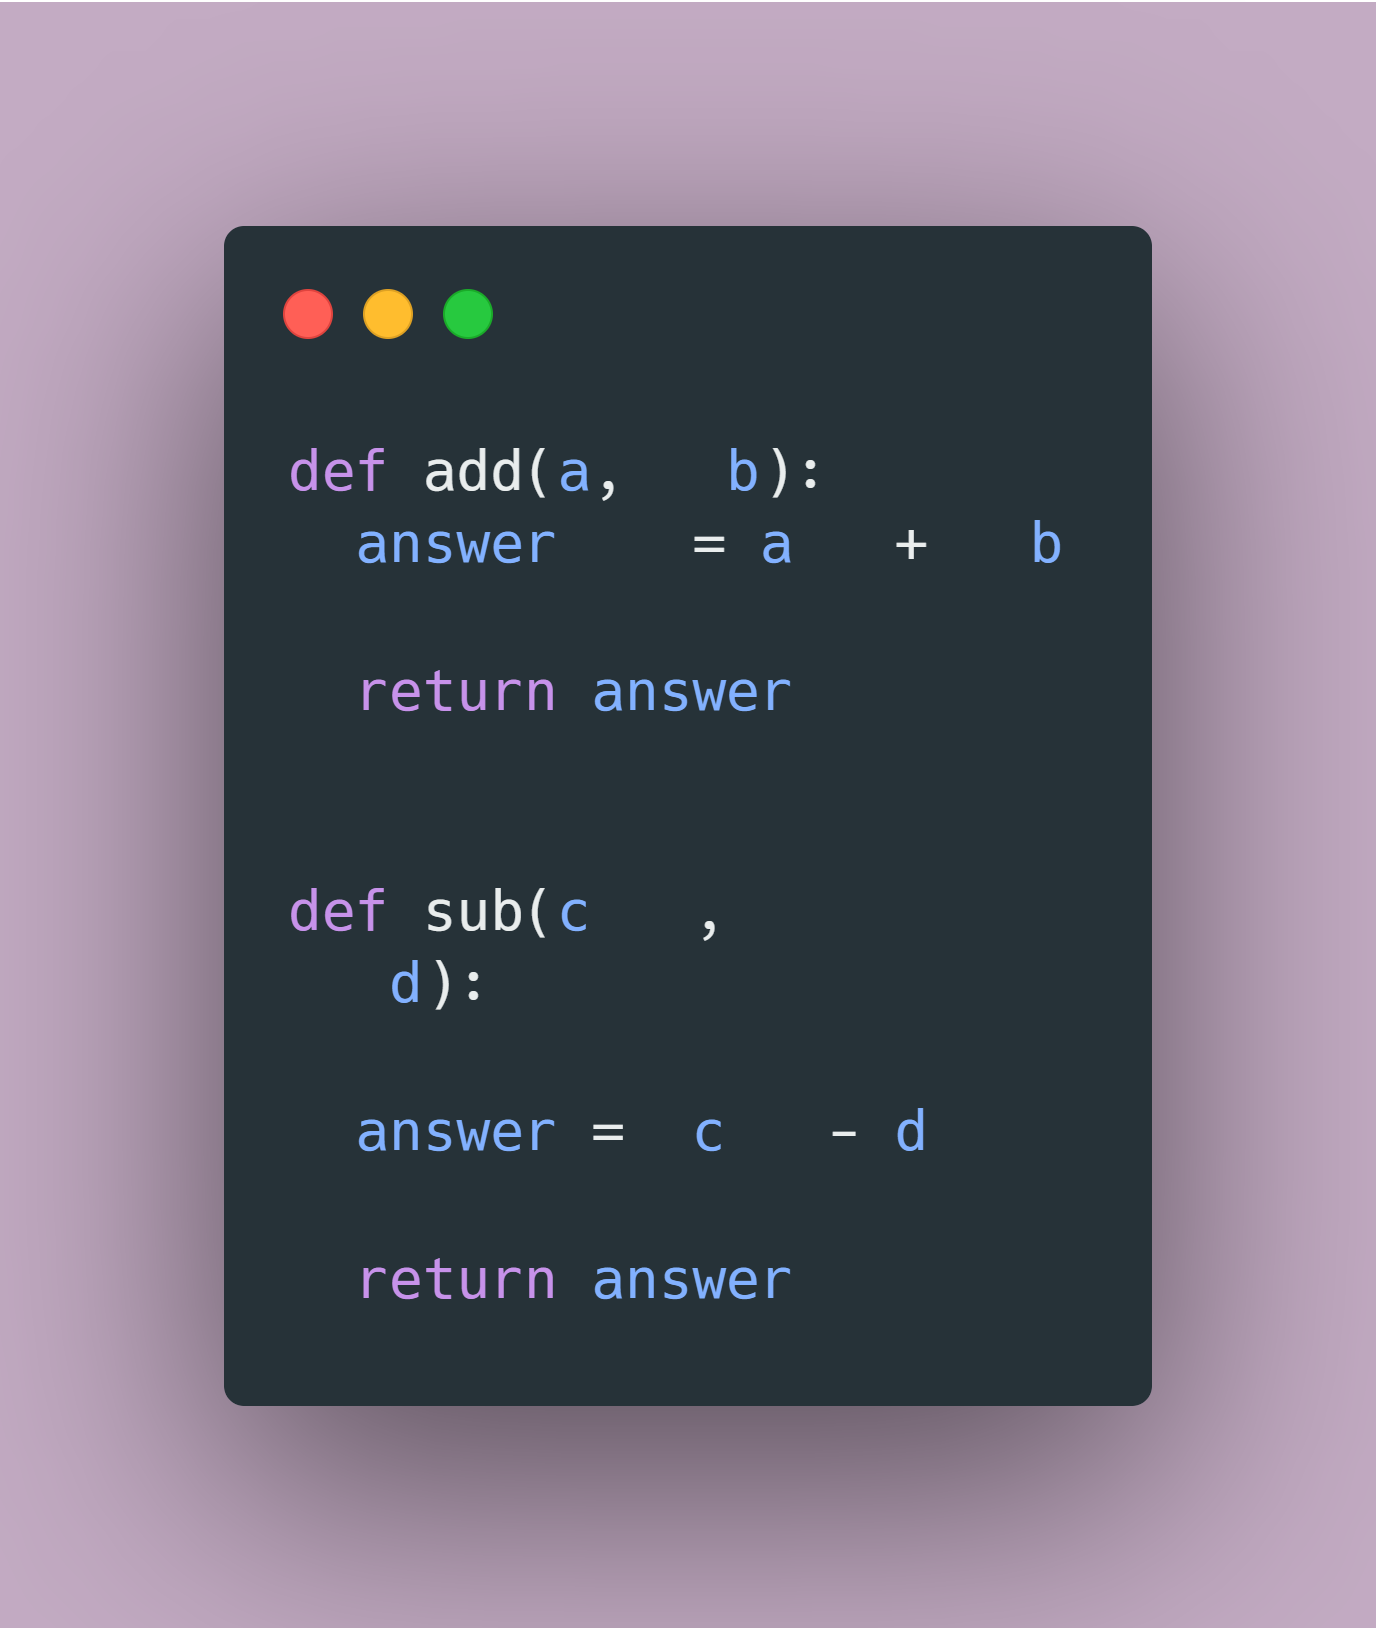 def add(a,   b):
  answer    = a   +   b

  return answer


def sub(c   ,
   d):

  answer =  c   - d

  return answer